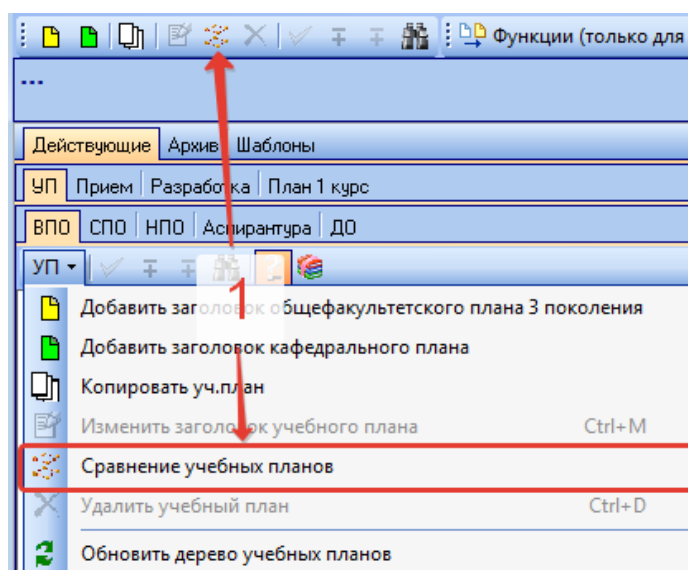 Функции (только для
...
Действующие Архив Шаблоны
УП Прием Разработка План 1 курс
ВПО СПО НПО Аспирантура ДО
УП
1
Добавить заголовок общефакультетского плана 3 поколения
Добавить заголовок кафедрального плана
Копировать уч.план
Изменить заголовок учебного плана Ctrl+M
Сравнение учебных планов
Удалить учебный план Ctrl+D
Обновить дерево учебных планов